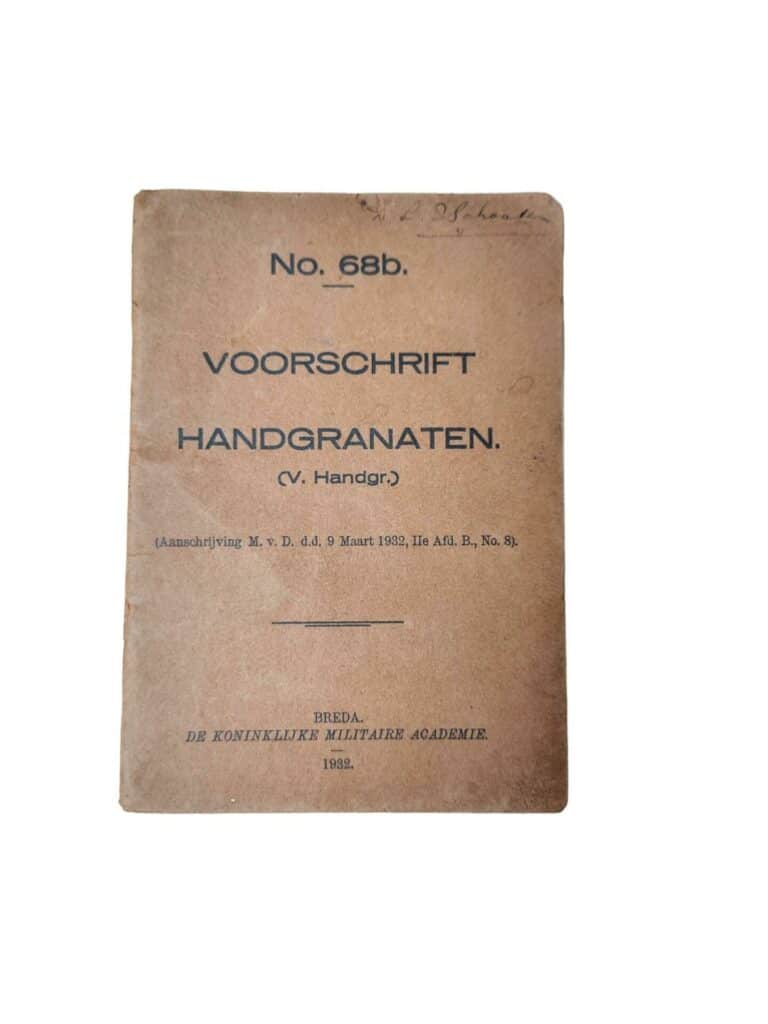 No. 68b.
VOORSCHRIFT
HANDGRANATEN.
(V. Handgr.)
(Aanschrijving M. v. D. d.d. 9 Maart 1932, IIe Afd. B., No. 8).
BREDA.
DE KONINKLIJKE MILITAIRE ACADEMIE.
1932.